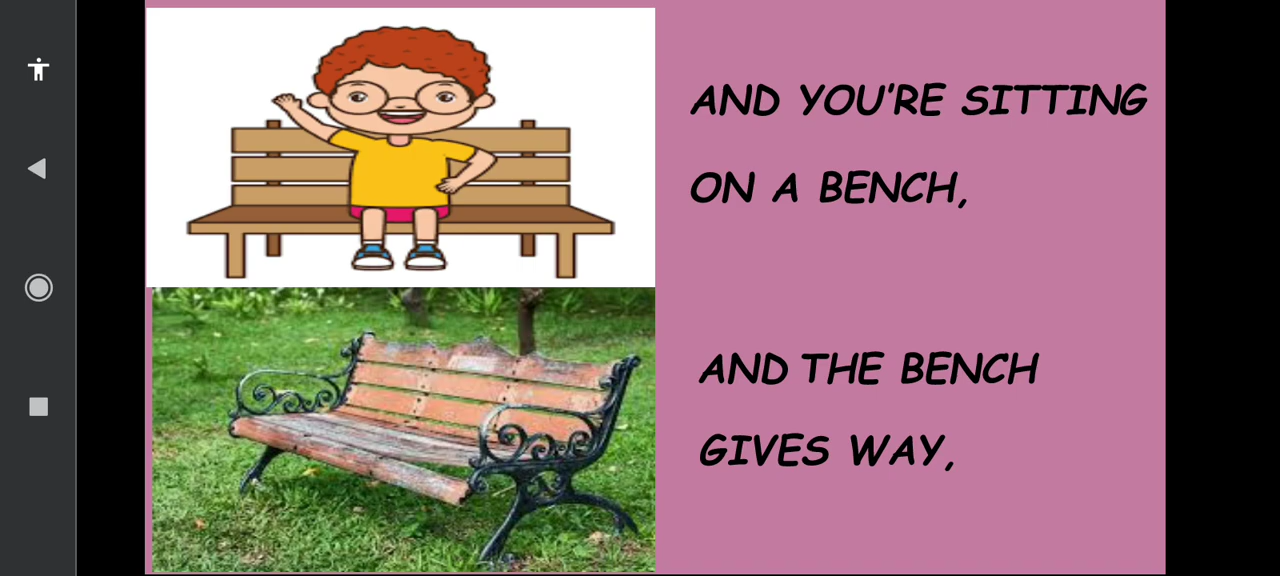 AND YOU'RE SITTING
ON A BENCH,
AND THE BENCH
GIVES WAY,